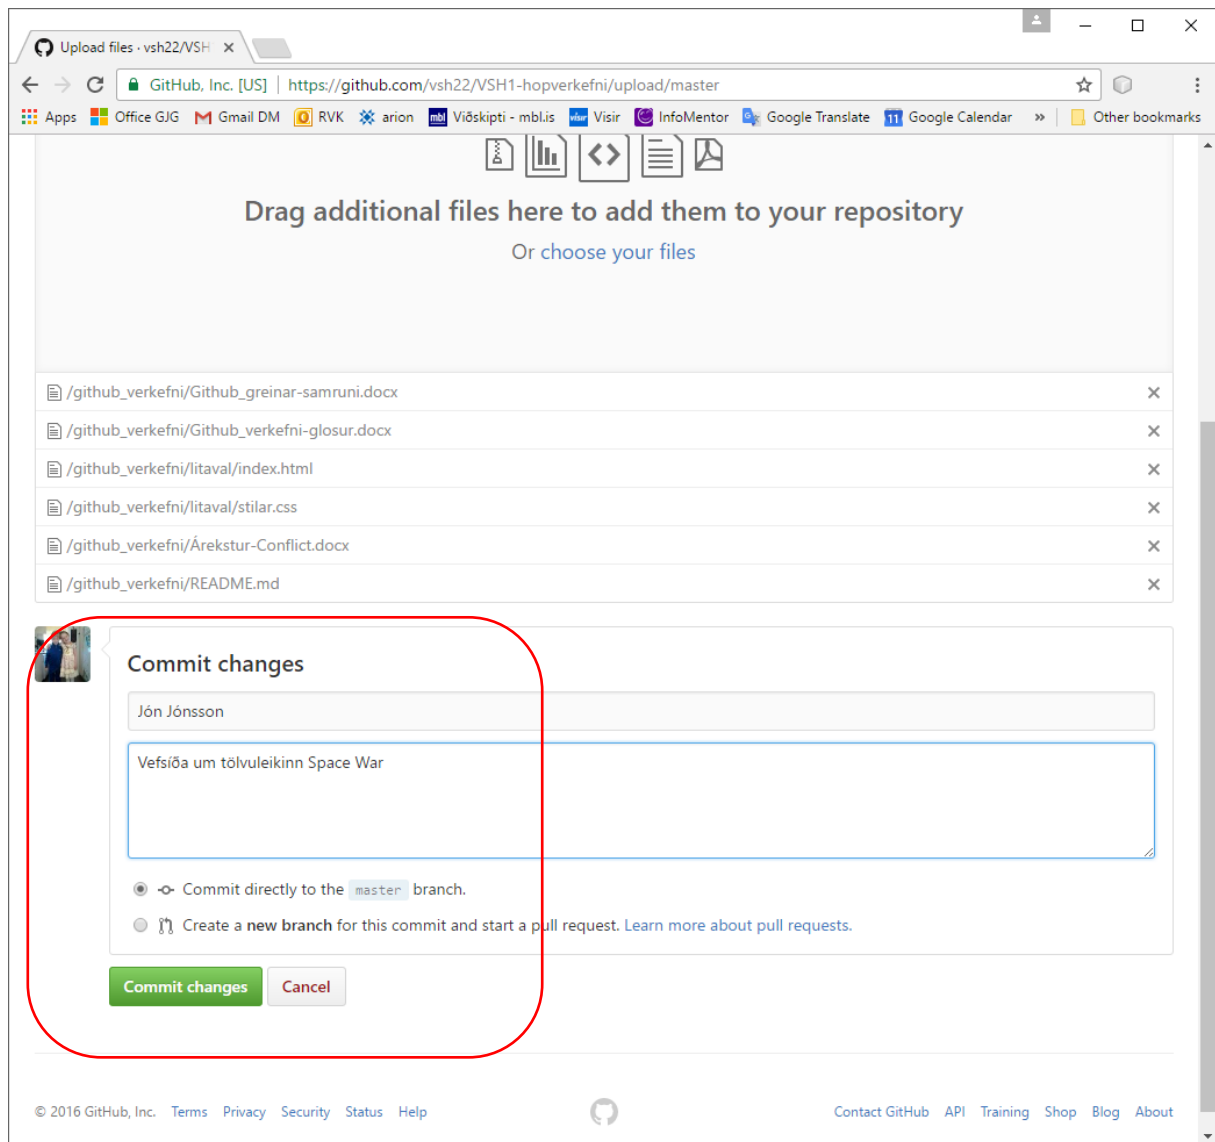 Upload files · vsh22/VSH
GitHub, Inc. [US] https://github.com/vsh22/VSH1-hopverkefni/upload/master
Apps Office GJG Gmail DM RVK arion mbl Viðskipti - mbl.is visir Visir InfoMentor Google Translate 11 Google Calendar » Other bookmarks
Drag additional files here to add them to your repository
Or choose your files
/github_verkefni/Github_greinar-samruni.docx
/github_verkefni/Github_verkefni-glosur.docx
/github_verkefni/litaval/index.html
/github_verkefni/litaval/stilar.css
/github_verkefni/Árekstur-Conflict.docx
/github_verkefni/README.md
Commit changes
Jón Jónsson
Vefsíða um tölvuleikinn Space War
Commit directly to the master branch.
Create a new branch for this commit and start a pull request. Learn more about pull requests.
Commit changes Cancel
© 2016 GitHub, Inc. Terms Privacy Security Status Help Contact GitHub API Training Shop Blog About